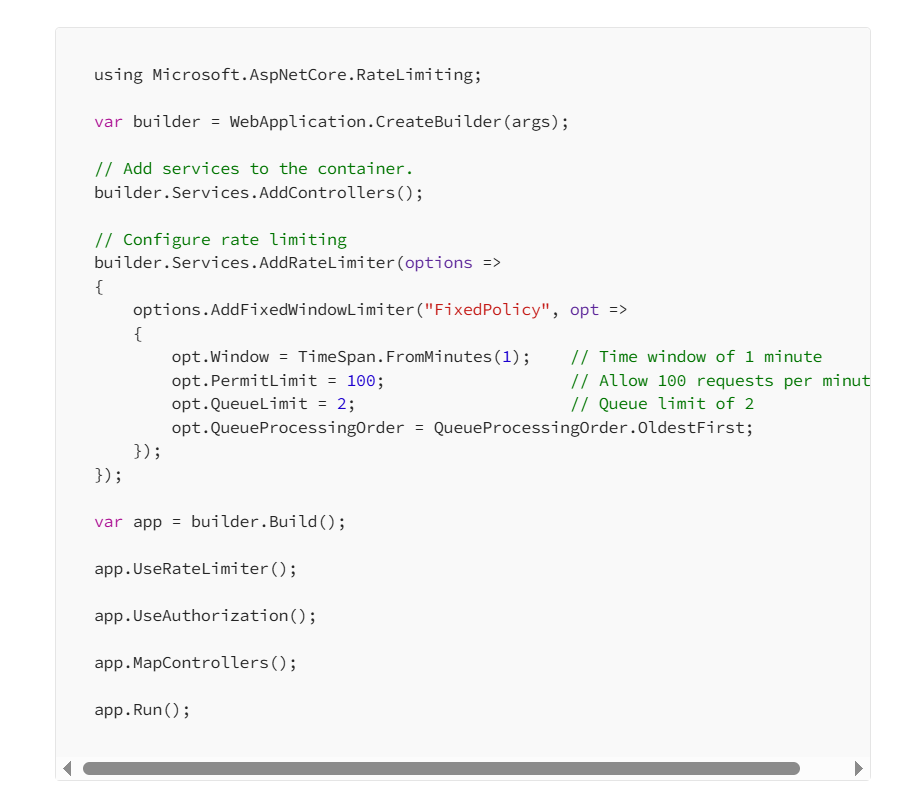 using Microsoft.AspNetCore.RateLimiting;
var builder = WebApplication.CreateBuilder(args);
// Add services to the container.
builder.Services.AddControllers();
// Configure rate limiting
builder.Services.AddRateLimiter(options =>
{
    options.AddFixedWindowLimiter("FixedPolicy", opt =>
    {
        opt.Window = TimeSpan.FromMinutes(1);    // Time window of 1 minute
        opt.PermitLimit = 100;                   // Allow 100 requests per minut
        opt.QueueLimit = 2;                      // Queue limit of 2
        opt.QueueProcessingOrder = QueueProcessingOrder.OldestFirst;
    });
});
var app = builder.Build();
app.UseRateLimiter();
app.UseAuthorization();
app.MapControllers();
app.Run();